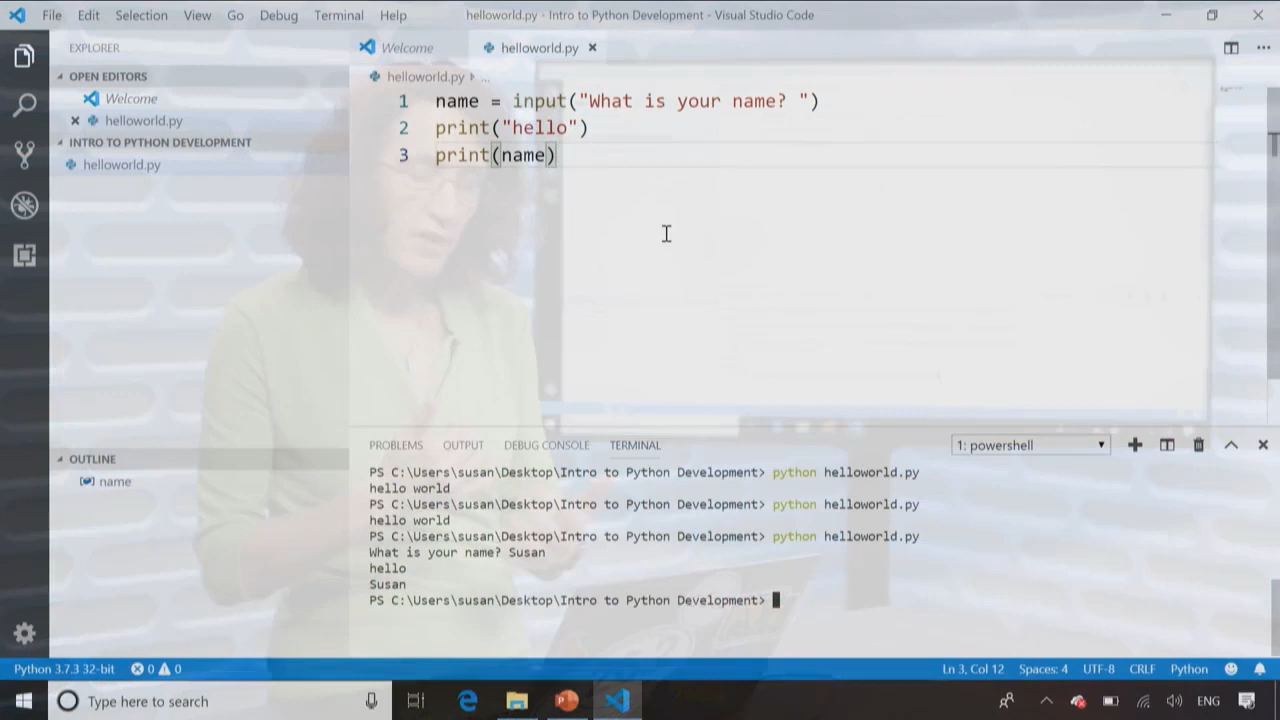 File Edit Selection View Go Debug Terminal Help helloworld.py - Intro to Python Development - Visual Studio Code
EXPLORER
OPEN EDITORS
Welcome
helloworld.py
INTRO TO PYTHON DEVELOPMENT
helloworld.py
OUTLINE
name
Welcome helloworld.py
helloworld.py ...
1 name = input("What is your name? ")
2 print("hello")
3 print(name)
PROBLEMS OUTPUT DEBUG CONSOLE TERMINAL 1: powershell
PS C:\Users\susan\Desktop\Intro to Python Development> python helloworld.py
hello world
PS C:\Users\susan\Desktop\Intro to Python Development> python helloworld.py
hello world
PS C:\Users\susan\Desktop\Intro to Python Development> python helloworld.py
What is your name? Susan
hello
Susan
PS C:\Users\susan\Desktop\Intro to Python Development>
Python 3.7.3 32-bit 0 0 Ln 3, Col 12 Spaces: 4 UTF-8 CRLF Python
Type here to search ENG